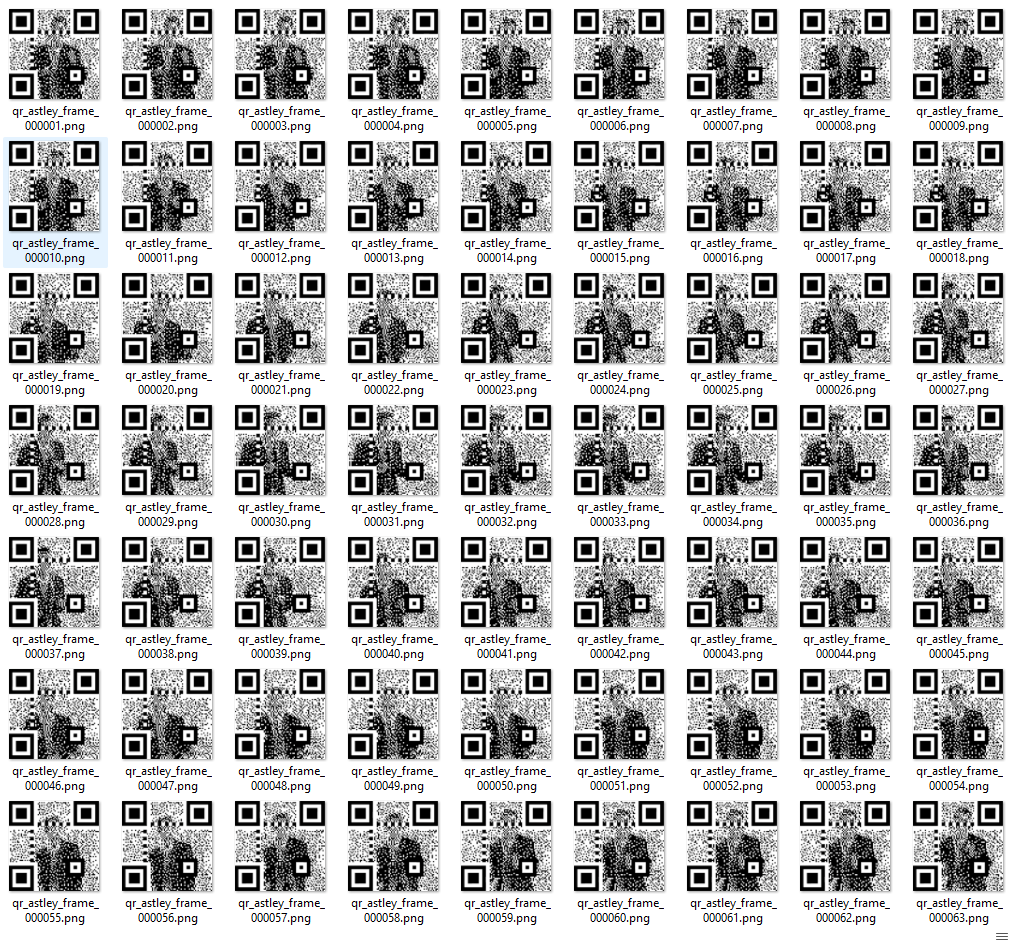 qr_astley_frame_ qr_astley_frame_ qr_astley_frame_ qr_astley_frame_ qr_astley_frame_ qr_astley_frame_ qr_astley_frame_ qr_astley_frame_ qr_astley_frame_
000001.png 000002.png 000003.png 000004.png 000005.png 000006.png 000007.png 000008.png 000009.png
qr_astley_frame_ qr_astley_frame_ qr_astley_frame_ qr_astley_frame_ qr_astley_frame_ qr_astley_frame_ qr_astley_frame_ qr_astley_frame_ qr_astley_frame_
000010.png 000011.png 000012.png 000013.png 000014.png 000015.png 000016.png 000017.png 000018.png
qr_astley_frame_ qr_astley_frame_ qr_astley_frame_ qr_astley_frame_ qr_astley_frame_ qr_astley_frame_ qr_astley_frame_ qr_astley_frame_ qr_astley_frame_
000019.png 000020.png 000021.png 000022.png 000023.png 000024.png 000025.png 000026.png 000027.png
qr_astley_frame_ qr_astley_frame_ qr_astley_frame_ qr_astley_frame_ qr_astley_frame_ qr_astley_frame_ qr_astley_frame_ qr_astley_frame_ qr_astley_frame_
000028.png 000029.png 000030.png 000031.png 000032.png 000033.png 000034.png 000035.png 000036.png
qr_astley_frame_ qr_astley_frame_ qr_astley_frame_ qr_astley_frame_ qr_astley_frame_ qr_astley_frame_ qr_astley_frame_ qr_astley_frame_ qr_astley_frame_
000037.png 000038.png 000039.png 000040.png 000041.png 000042.png 000043.png 000044.png 000045.png
qr_astley_frame_ qr_astley_frame_ qr_astley_frame_ qr_astley_frame_ qr_astley_frame_ qr_astley_frame_ qr_astley_frame_ qr_astley_frame_ qr_astley_frame_
000046.png 000047.png 000048.png 000049.png 000050.png 000051.png 000052.png 000053.png 000054.png
qr_astley_frame_ qr_astley_frame_ qr_astley_frame_ qr_astley_frame_ qr_astley_frame_ qr_astley_frame_ qr_astley_frame_ qr_astley_frame_ qr_astley_frame_
000055.png 000056.png 000057.png 000058.png 000059.png 000060.png 000061.png 000062.png 000063.png